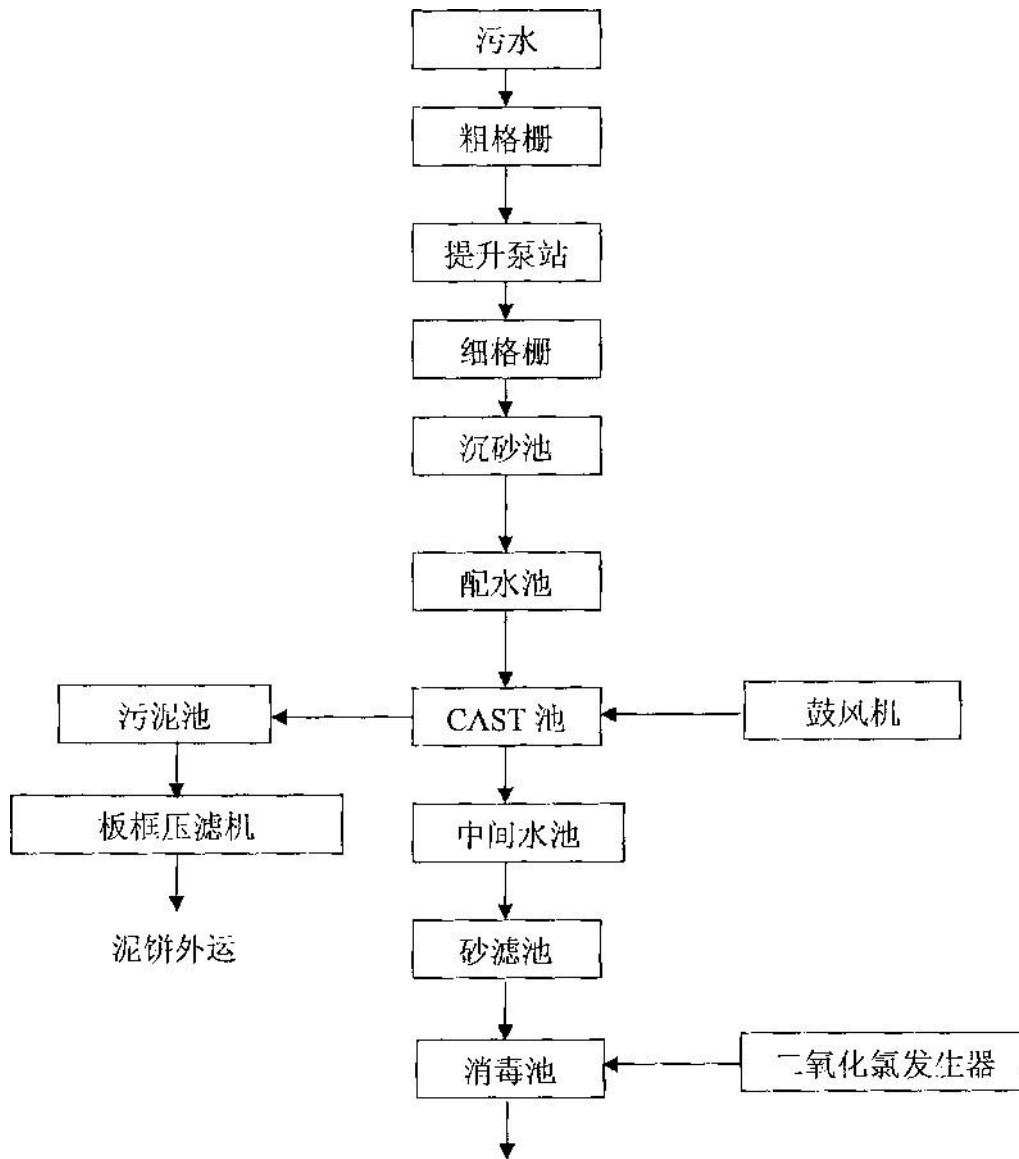 污水
粗格栅
提升泵站
细格栅
沉砂池
配水池
污泥池
CAST 池
鼓风机
板框压滤机
中间水池
泥饼外运
砂滤池
消毒池
二氧化氯发生器